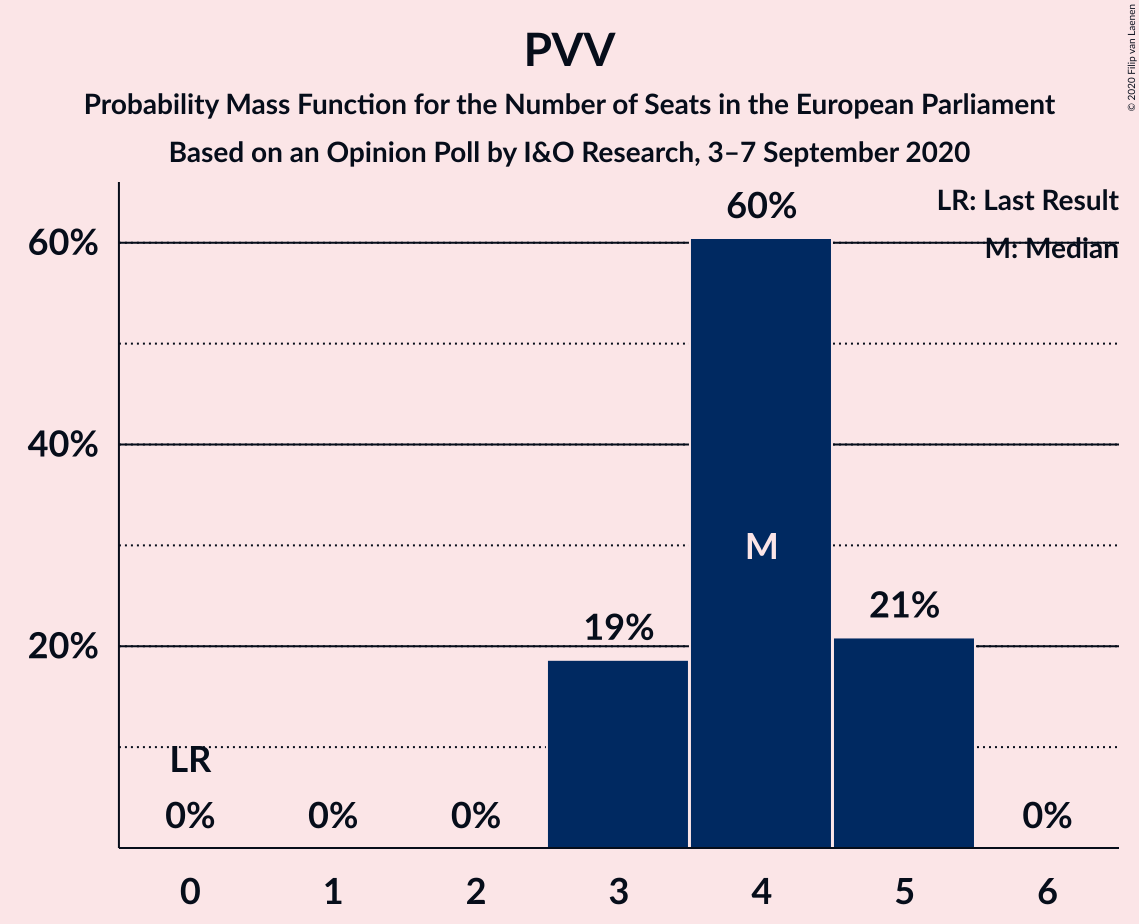 PVV
Probability Mass Function for the Number of Seats in the European Parliament
Based on an Opinion Poll by I&O Research, 3–7 September 2020
© 2020 Filip van Laenen
LR: Last Result
M: Median
60%
60%
40%
M
21%
19%
20%
LR
0%
0%
0%
0%
0
1
2
3
4
5
6